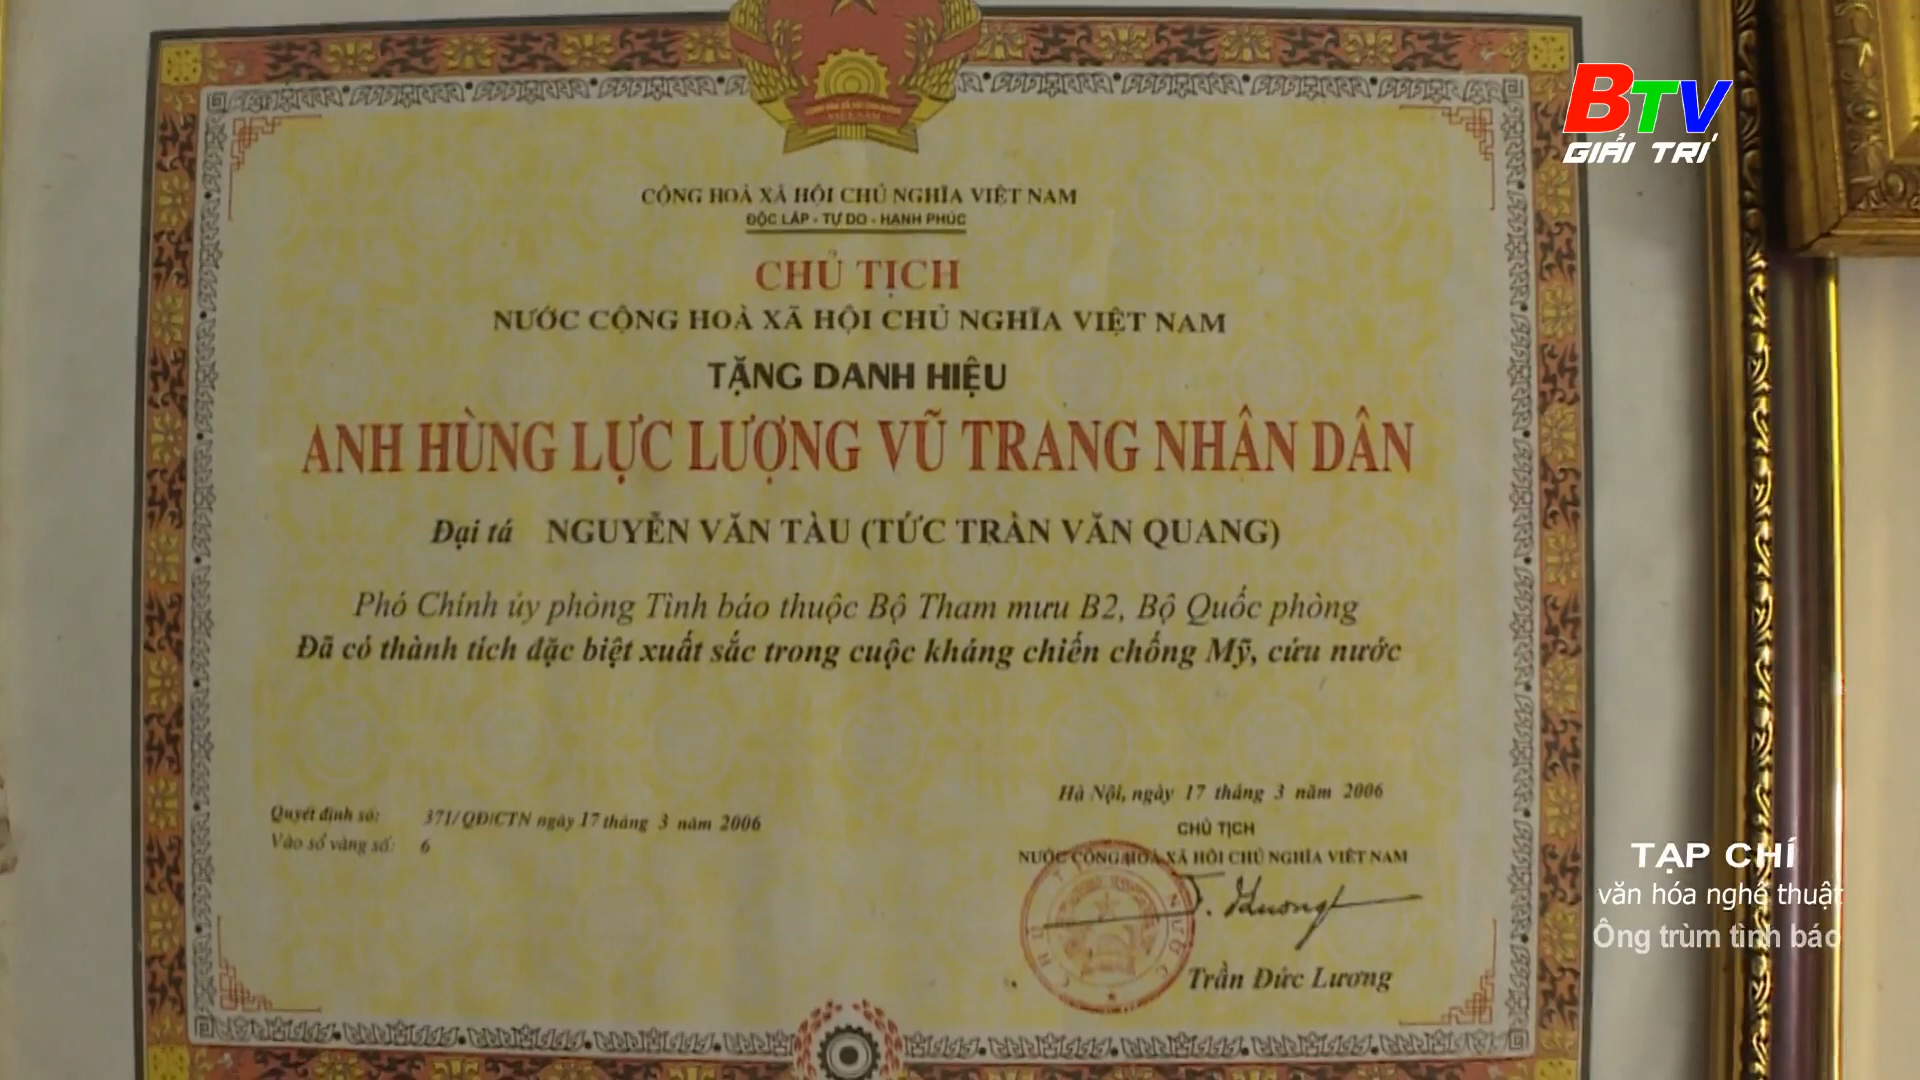 CỘNG HOÀ XÃ HỘI CHỦ NGHĨA VIỆT NAM
ĐỘC LẬP - TỰ DO - HẠNH PHÚC
CHỦ TỊCH
NƯỚC CỘNG HOÀ XÃ HỘI CHỦ NGHĨA VIỆT NAM
TẶNG DANH HIỆU
ANH HÙNG LỰC LƯỢNG VŨ TRANG NHÂN DÂN
Đại tá NGUYỄN VĂN TÀU (TỨC TRẦN VĂN QUANG)
Phó Chính ủy phòng Tình báo thuộc Bộ Tham mưu B2, Bộ Quốc phòng
Đã có thành tích đặc biệt xuất sắc trong cuộc kháng chiến chống Mỹ, cứu nước
Hà Nội, ngày 17 tháng 3 năm 2006
Quyết định số: 371/QĐ/CTN ngày 17 tháng 3 năm 2006
Vào sổ vàng số: 6
CHỦ TỊCH
NƯỚC CỘNG HOÀ XÃ HỘI CHỦ NGHĨA VIỆT NAM
Trần Đức Lương
BTV
GIẢI TRÍ
TẠP CHÍ
văn hóa nghệ thuật
Ông trùm tình báo